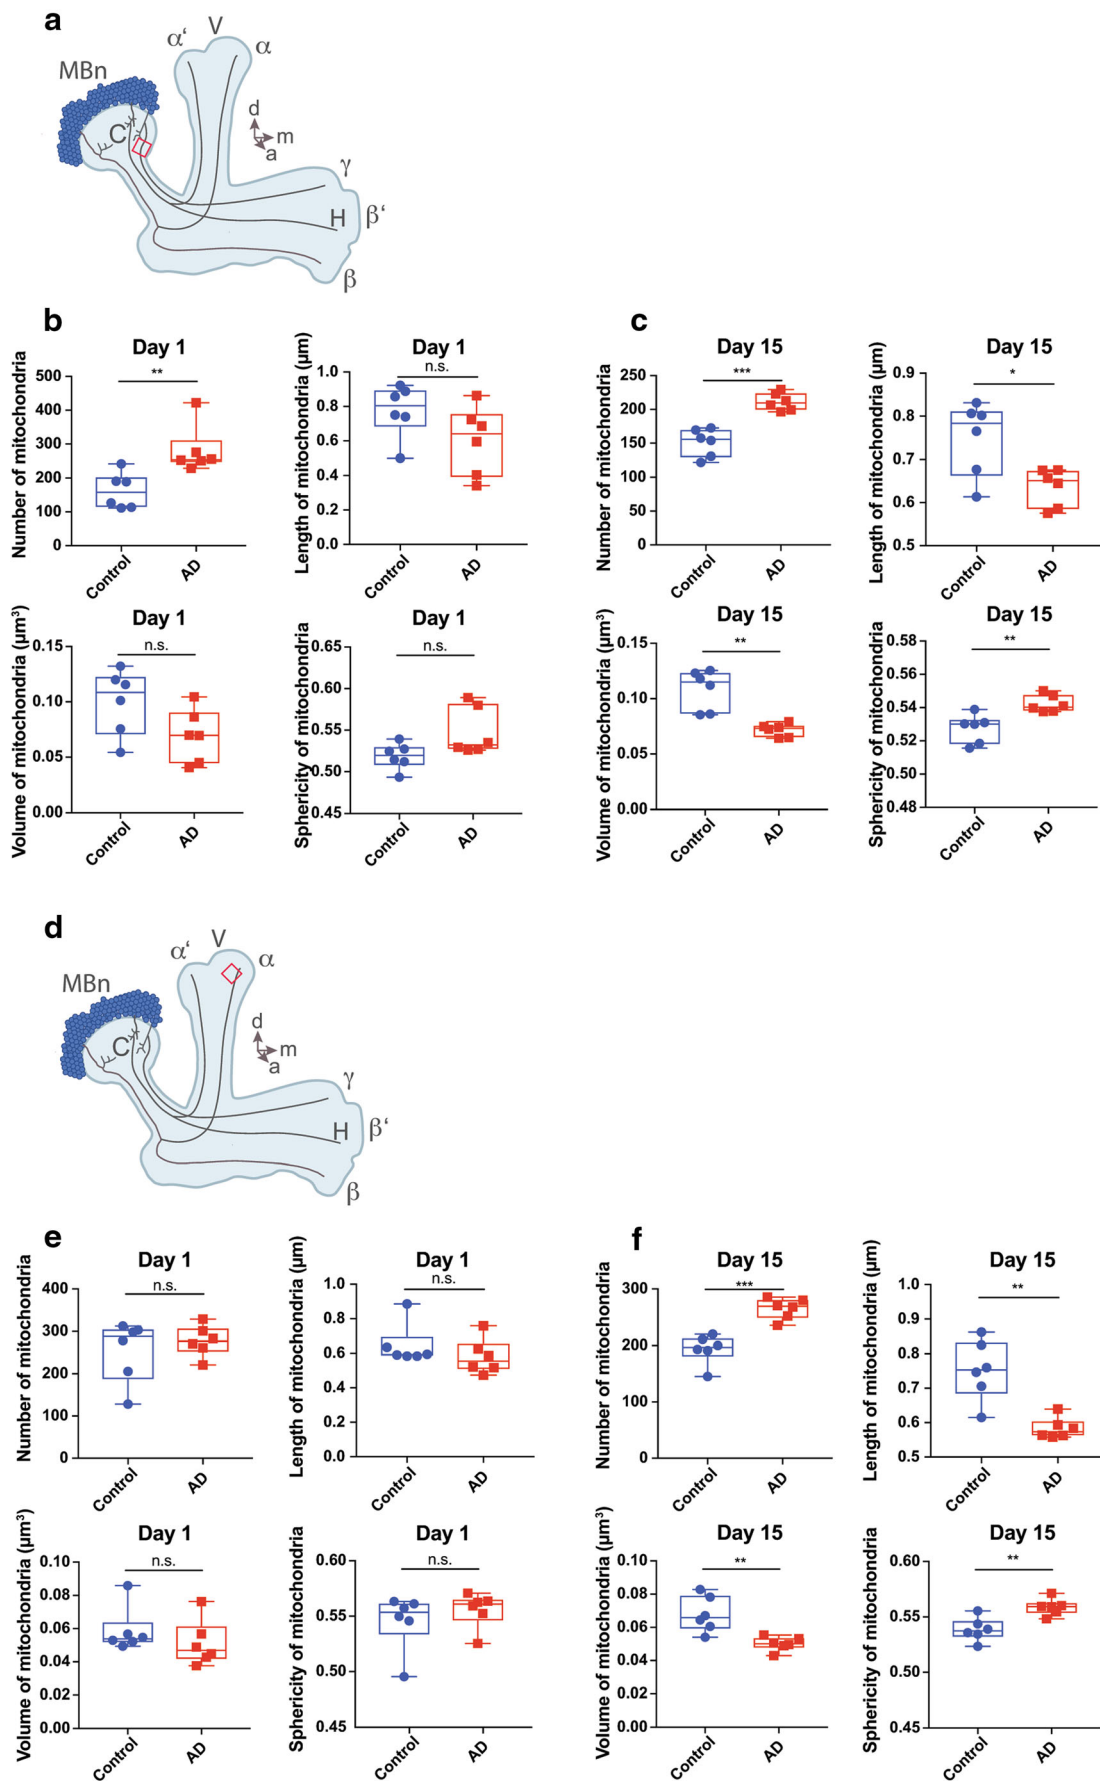 a
α‘ V α
MBn
C
d
m
a
γ
H β‘
β
b
Day 1
**
Number of mitochondria
500
400
300
200
100
0
Control AD
Day 1
n.s.
Length of mitochondria (μm)
1.0
0.8
0.6
0.4
0.2
0.0
Control AD
c
Day 15
***
Number of mitochondria
250
200
150
100
50
0
Control AD
Day 15
*
Length of mitochondria (μm)
0.9
0.8
0.7
0.6
0.5
Control AD
Day 1
n.s.
Volume of mitochondria (μm³)
0.15
0.10
0.05
0.00
Control AD
Day 1
n.s.
Sphericity of mitochondria
0.65
0.60
0.55
0.50
0.45
Control AD
Day 15
**
Volume of mitochondria (μm³)
0.15
0.10
0.05
0.00
Control AD
Day 15
**
Sphericity of mitochondria
0.58
0.56
0.54
0.52
0.50
0.48
Control AD
d
α‘ V α
MBn
C
d
m
a
γ
H β‘
β
e
Day 1
n.s.
Number of mitochondria
400
300
200
100
0
Control AD
Day 1
n.s.
Length of mitochondria (μm)
1.0
0.8
0.6
0.4
0.2
0.0
Control AD
f
Day 15
***
Number of mitochondria
300
200
100
0
Control AD
Day 15
**
Length of mitochondria (μm)
1.0
0.9
0.8
0.7
0.6
0.5
Control AD
Day 1
n.s.
Volume of mitochondria (μm³)
0.10
0.08
0.06
0.04
0.02
0.00
Control AD
Day 1
n.s.
Sphericity of mitochondria
0.60
0.55
0.50
0.45
Control AD
Day 15
**
Volume of mitochondria (μm³)
0.10
0.08
0.06
0.04
0.02
0.00
Control AD
Day 15
**
Sphericity of mitochondria
0.60
0.55
0.50
0.45
Control AD